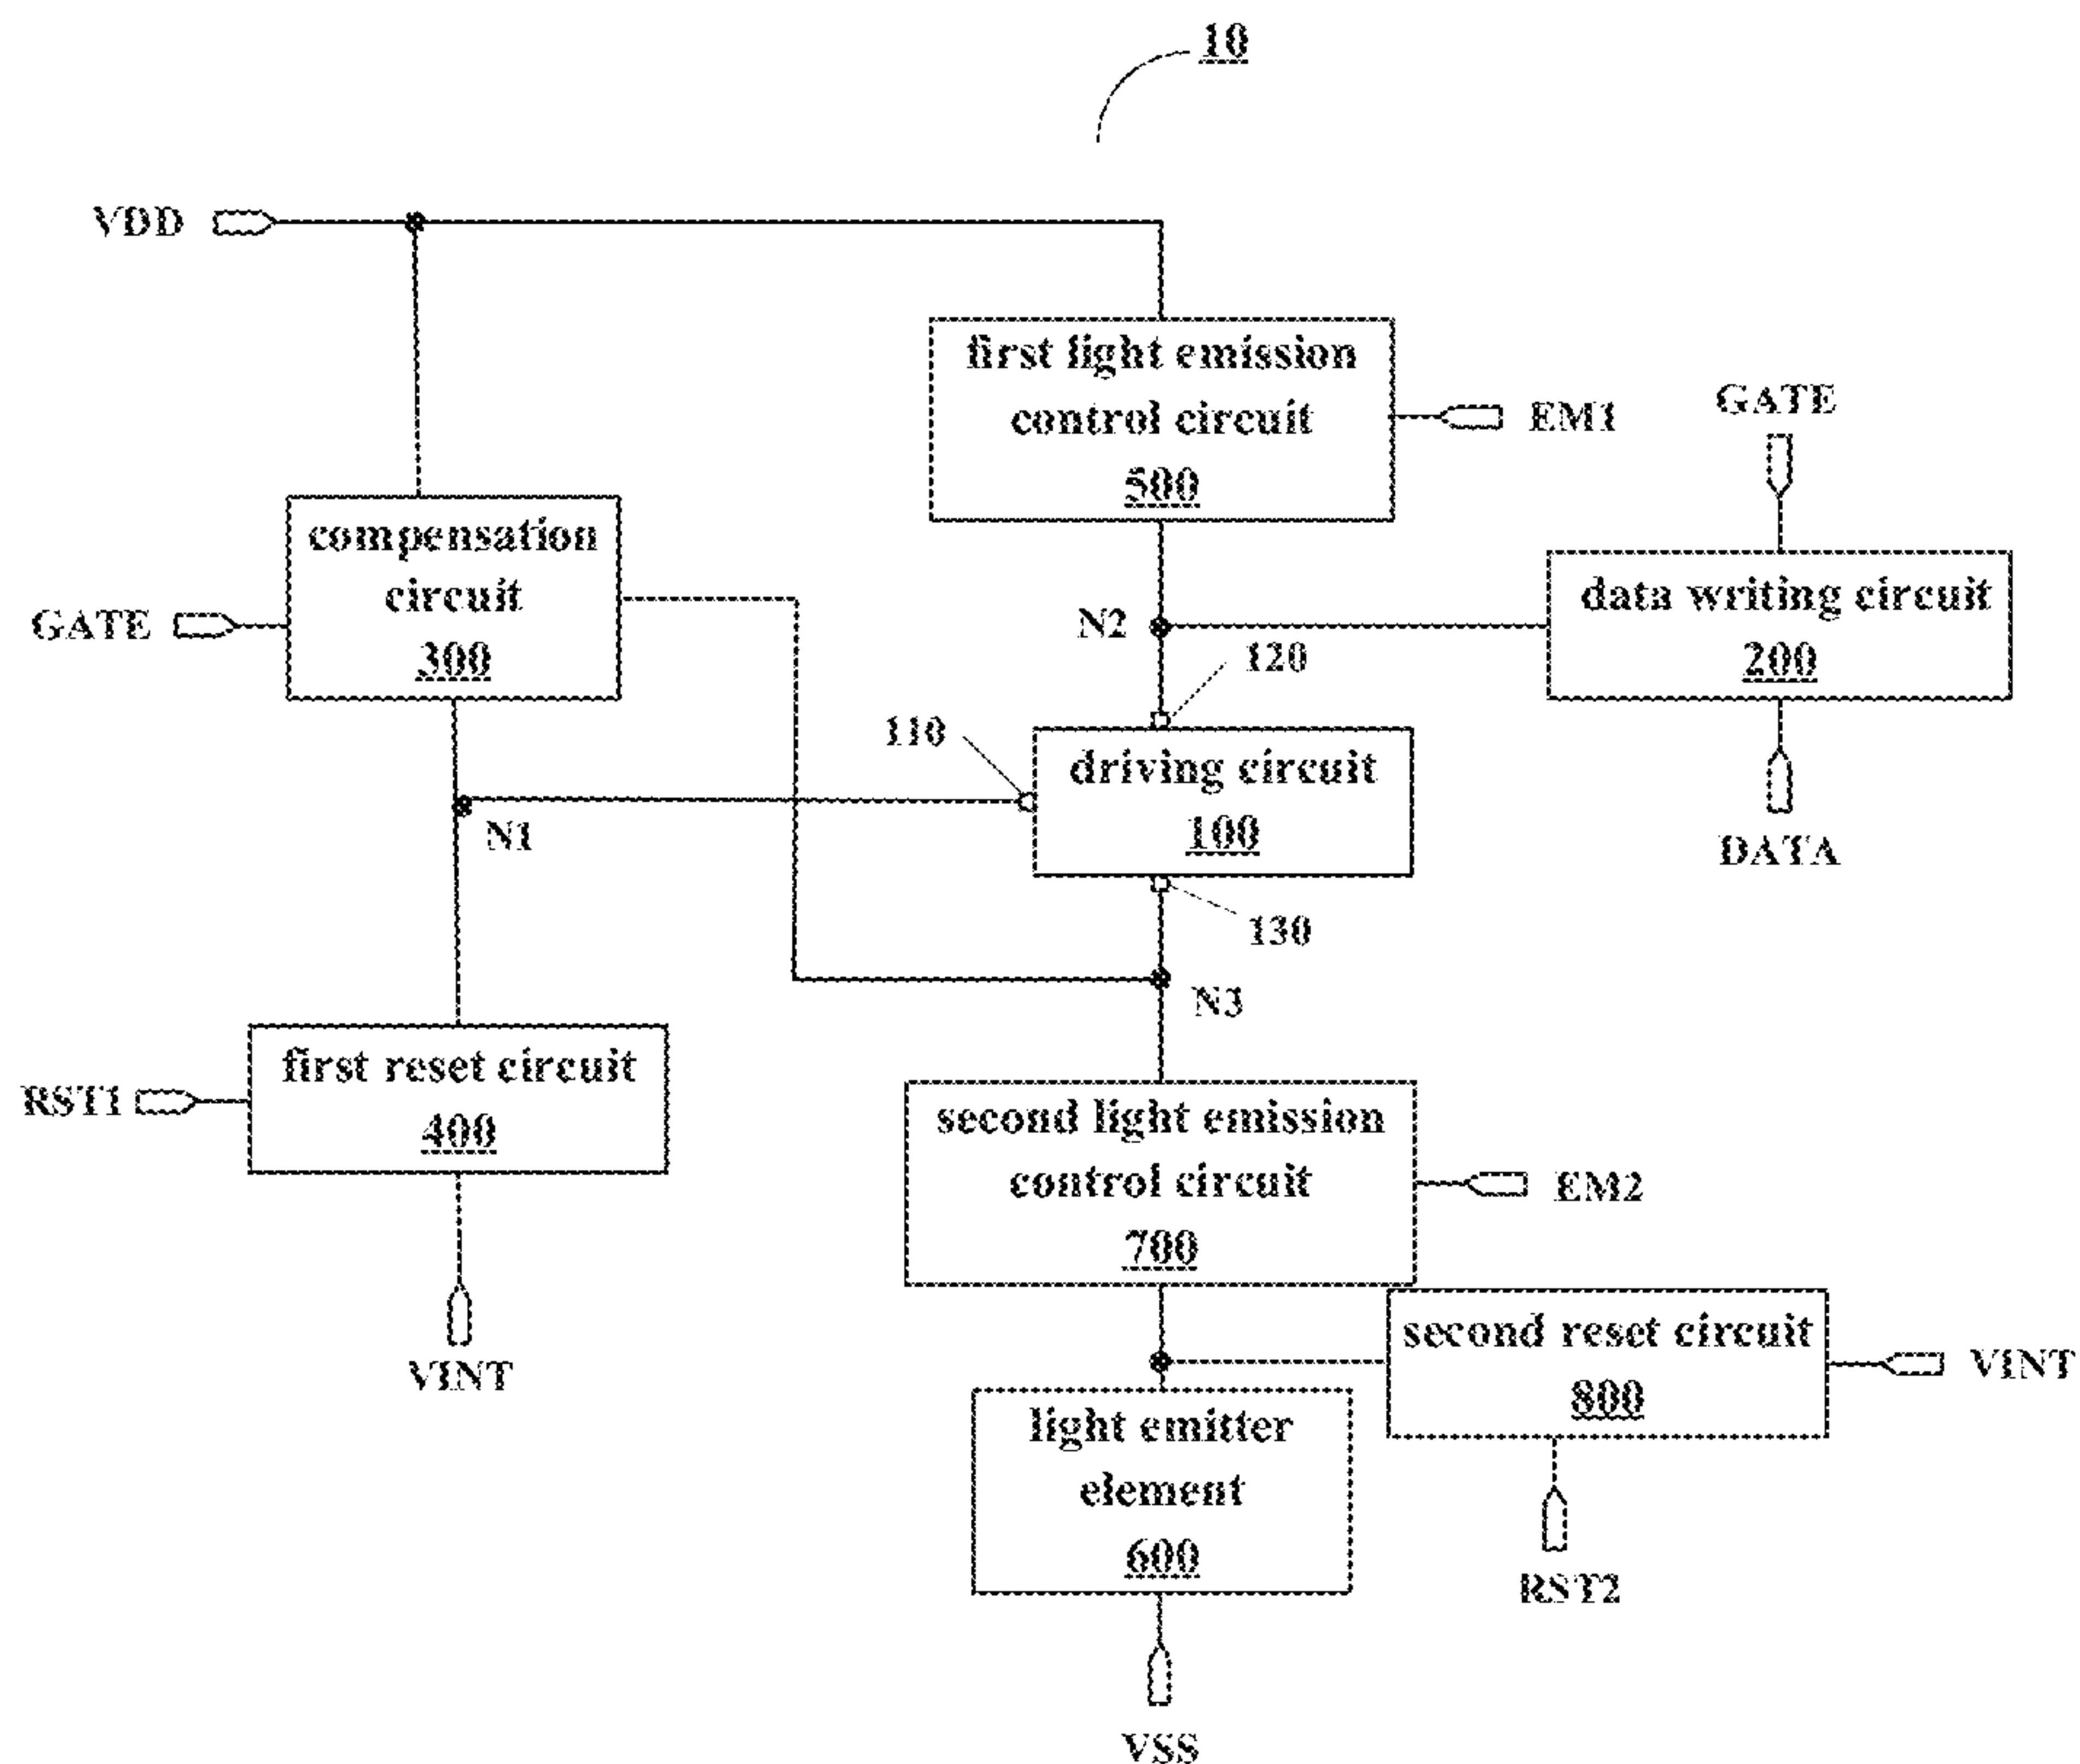 10
VDD
first light emission
control circuit
500
EM1
GATE
compensation
circuit
300
GATE
data writing circuit
200
N2
120
110
driving circuit
100
N1
DATA
130
N3
first reset circuit
400
RST1
second light emission
control circuit
700
EM2
VINT
second reset circuit
800
VINT
light emitter
element
600
RST2
VSS